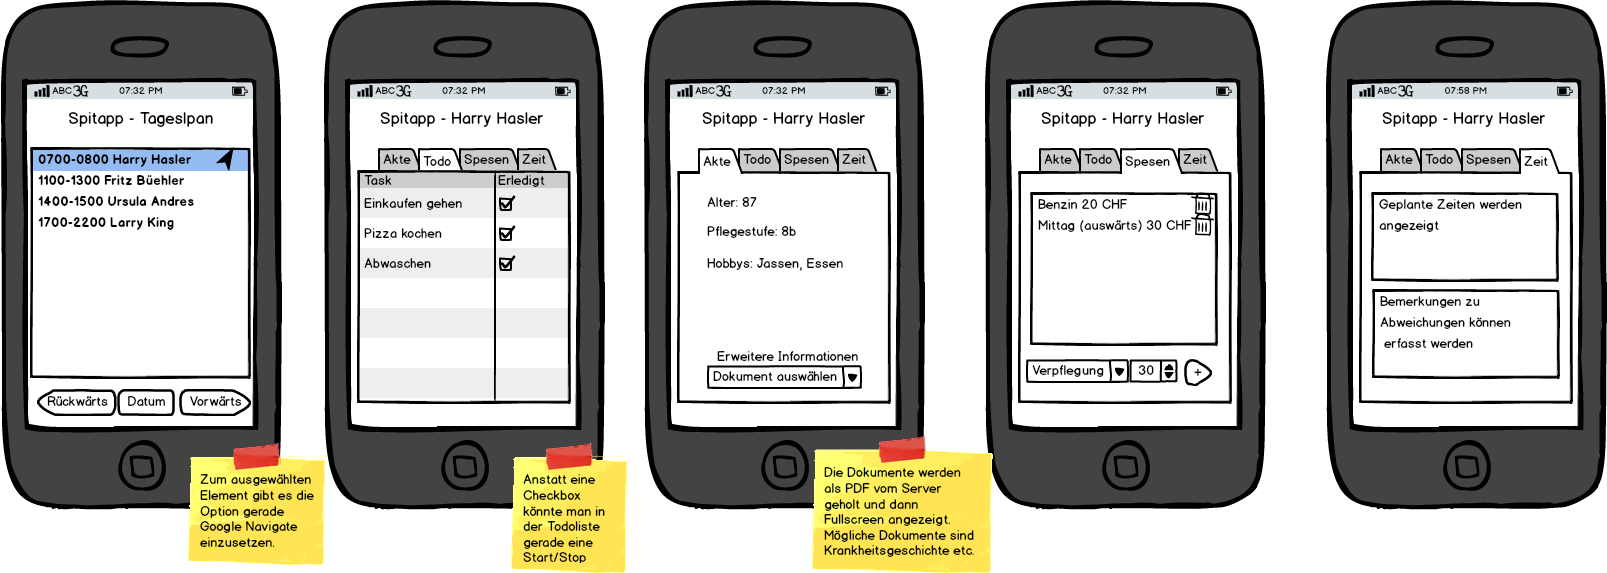 ABC 3G 07:32 PM
Spitapp - Tageslpan
0700-0800 Harry Hasler
1100-1300 Fritz Büehler
1400-1500 Ursula Andres
1700-2200 Larry King
Rückwärts Datum Vorwärts
Zum ausgewählten
Element gibt es die
Option gerade
Google Navigate
einzusetzen.
ABC 3G 07:32 PM
Spitapp - Harry Hasler
Akte Todo Spesen Zeit
Task Erledigt
Einkaufen gehen
Pizza kochen
Abwaschen
Anstatt eine
Checkbox
könnte man in
der Todoliste
gerade eine
Start/Stop
ABC 3G 07:32 PM
Spitapp - Harry Hasler
Akte Todo Spesen Zeit
Alter: 87
Pflegestufe: 8b
Hobbys: Jassen, Essen
Erweitere Informationen
Dokument auswählen
Die Dokumente werden
als PDF vom Server
geholt und dann
Fullscreen angezeigt.
Mögliche Dokumente sind
Krankheitsgeschichte etc.
ABC 3G 07:32 PM
Spitapp - Harry Hasler
Akte Todo Spesen Zeit
Benzin 20 CHF
Mittag (auswärts) 30 CHF
Verpflegung 30 +
ABC 3G 07:58 PM
Spitapp - Harry Hasler
Akte Todo Spesen Zeit
Geplante Zeiten werden
angezeigt
Bemerkungen zu
Abweichungen können
erfasst werden